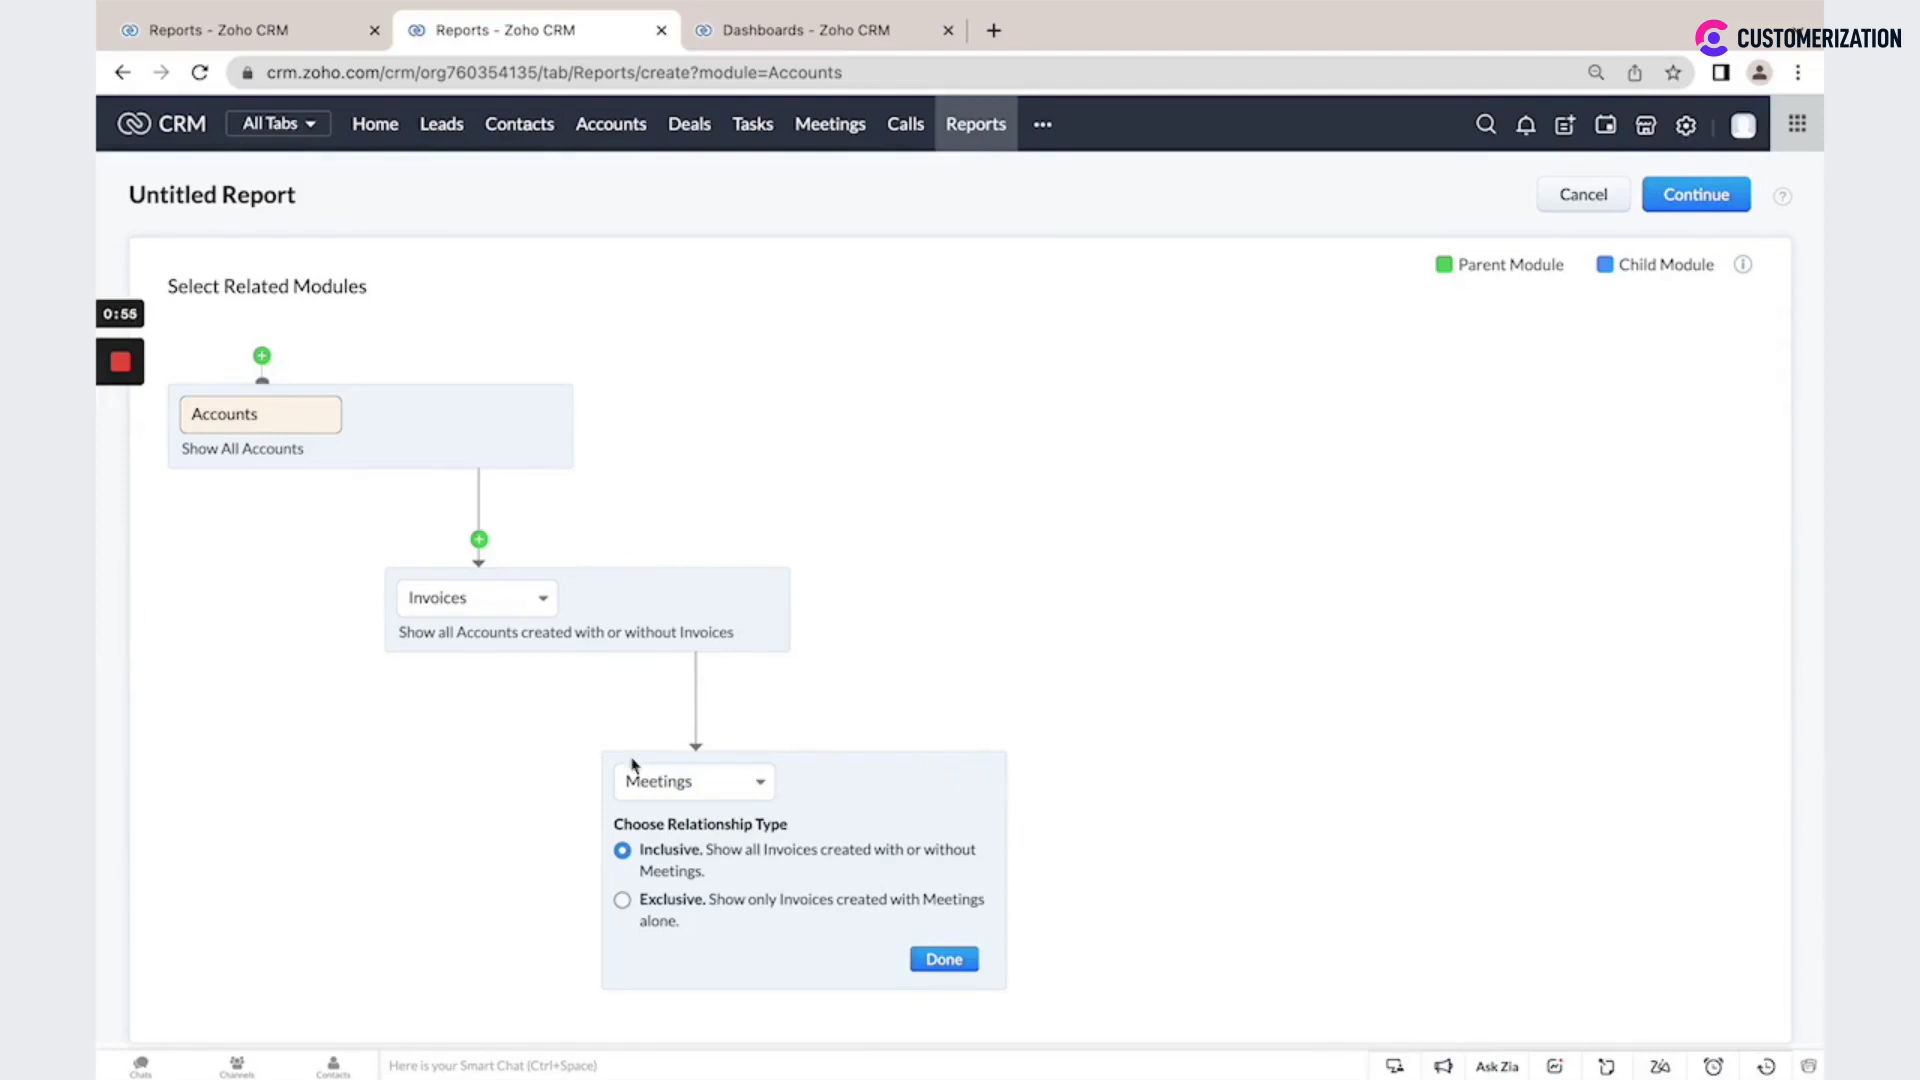 Reports - Zoho CRM
Reports - Zoho CRM
Dashboards - Zoho CRM
CUSTOMERIZATION
crm.zoho.com/crm/org760354135/tab/Reports/create?module=Accounts
CRM
All Tabs
Home
Leads
Contacts
Accounts
Deals
Tasks
Meetings
Calls
Reports
Untitled Report
Cancel
Continue
Parent Module
Child Module
Select Related Modules
0:55
Accounts
Show All Accounts
Invoices
Show all Accounts created with or without Invoices
Meetings
Choose Relationship Type
Inclusive. Show all Invoices created with or without
Meetings.
Exclusive. Show only Invoices created with Meetings
alone.
Done
Chats
Channels
Contacts
Here is your Smart Chat (Ctrl+Space)
Ask Zia